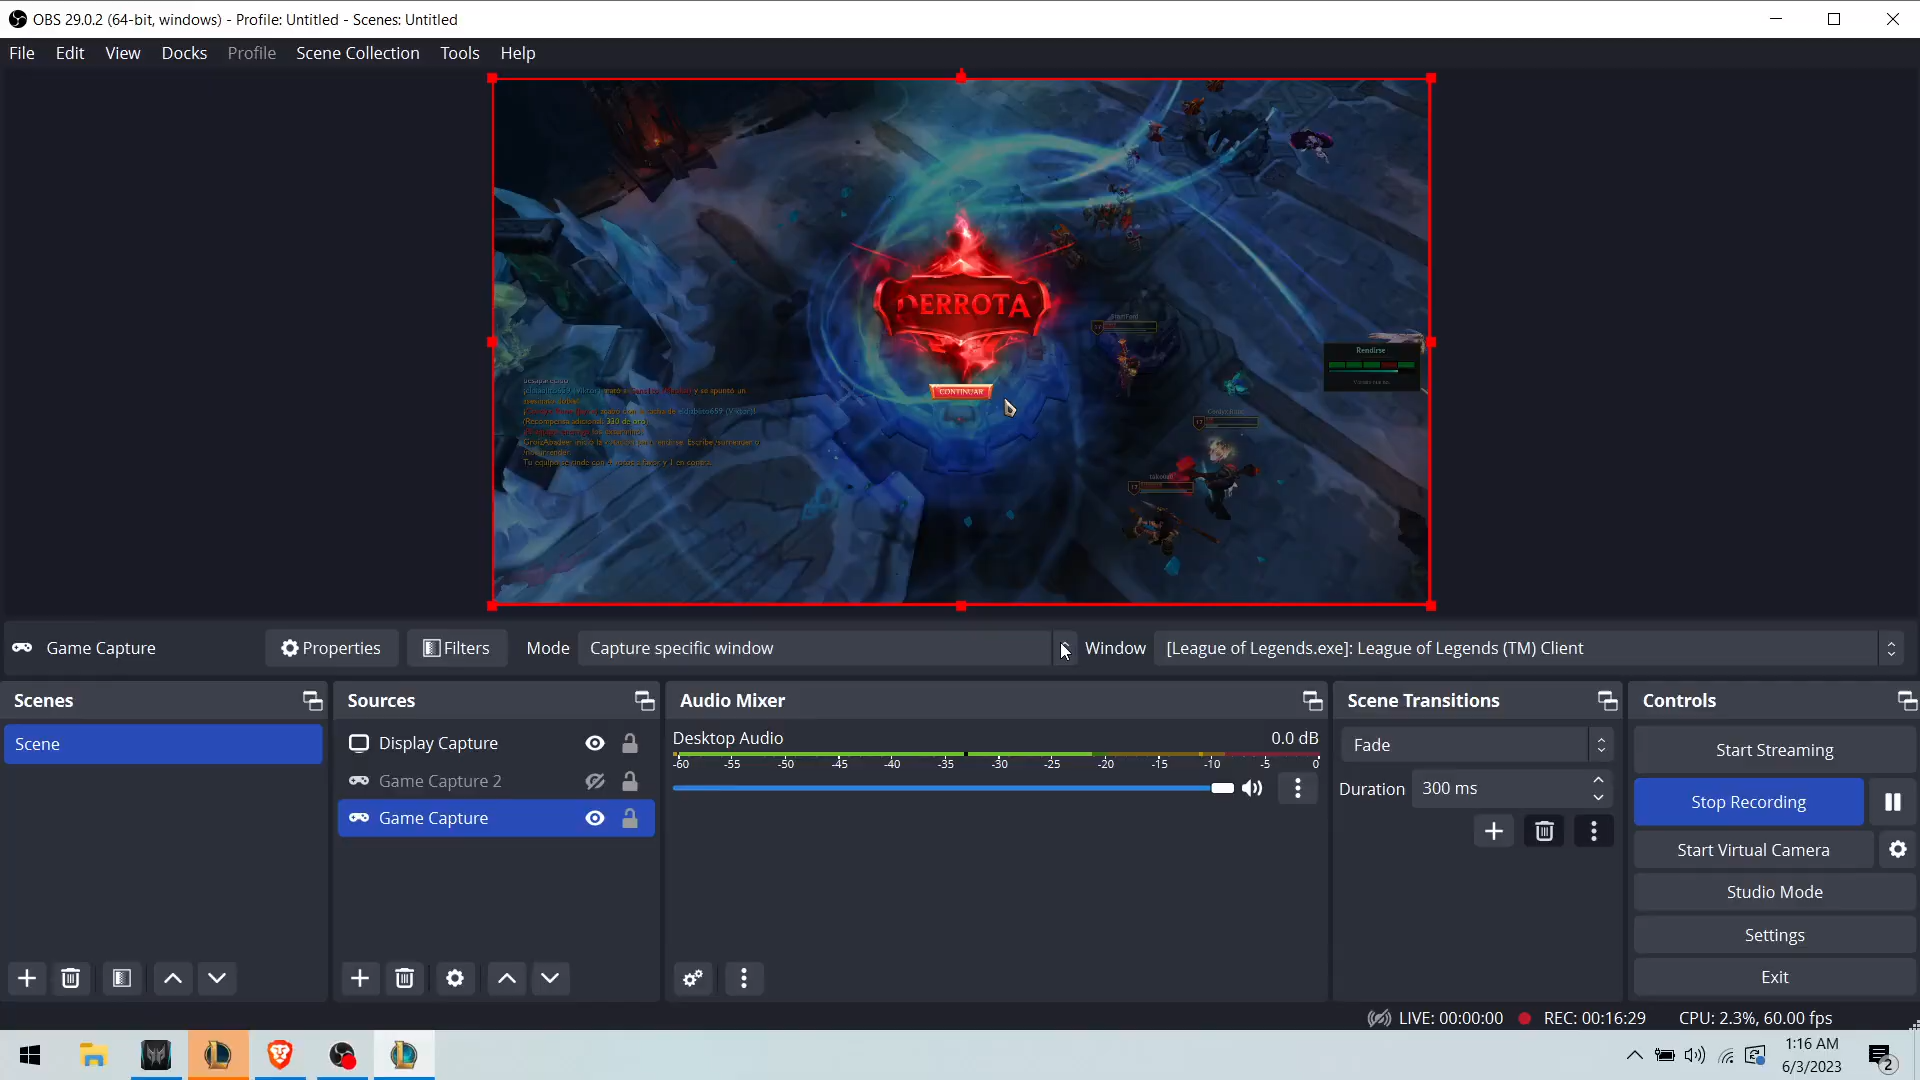 OBS 29.0.2 (64-bit, windows) - Profile: Untitled - Scenes: Untitled
File Edit View Docks Profile Scene Collection Tools Help
DERROTA
CONTINUAR
Rendirse
Game Capture Properties Filters Mode Capture specific window Window [League of Legends.exe]: League of Legends (TM) Client
Scenes Sources Audio Mixer Scene Transitions Controls
Scene
Display Capture
Game Capture 2
Game Capture
Desktop Audio 0.0 dB
-60 -55 -50 -45 -40 -35 -30 -25 -20 -15 -10 -5 0
Fade
Duration 300 ms
Start Streaming
Stop Recording
Start Virtual Camera
Studio Mode
Settings
Exit
LIVE: 00:00:00 REC: 00:16:29 CPU: 2.3%, 60.00 fps
1:16 AM
6/3/2023
2